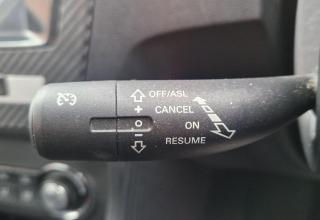 OFF/ASL
+
CANCEL
O
ON
-
RESUME